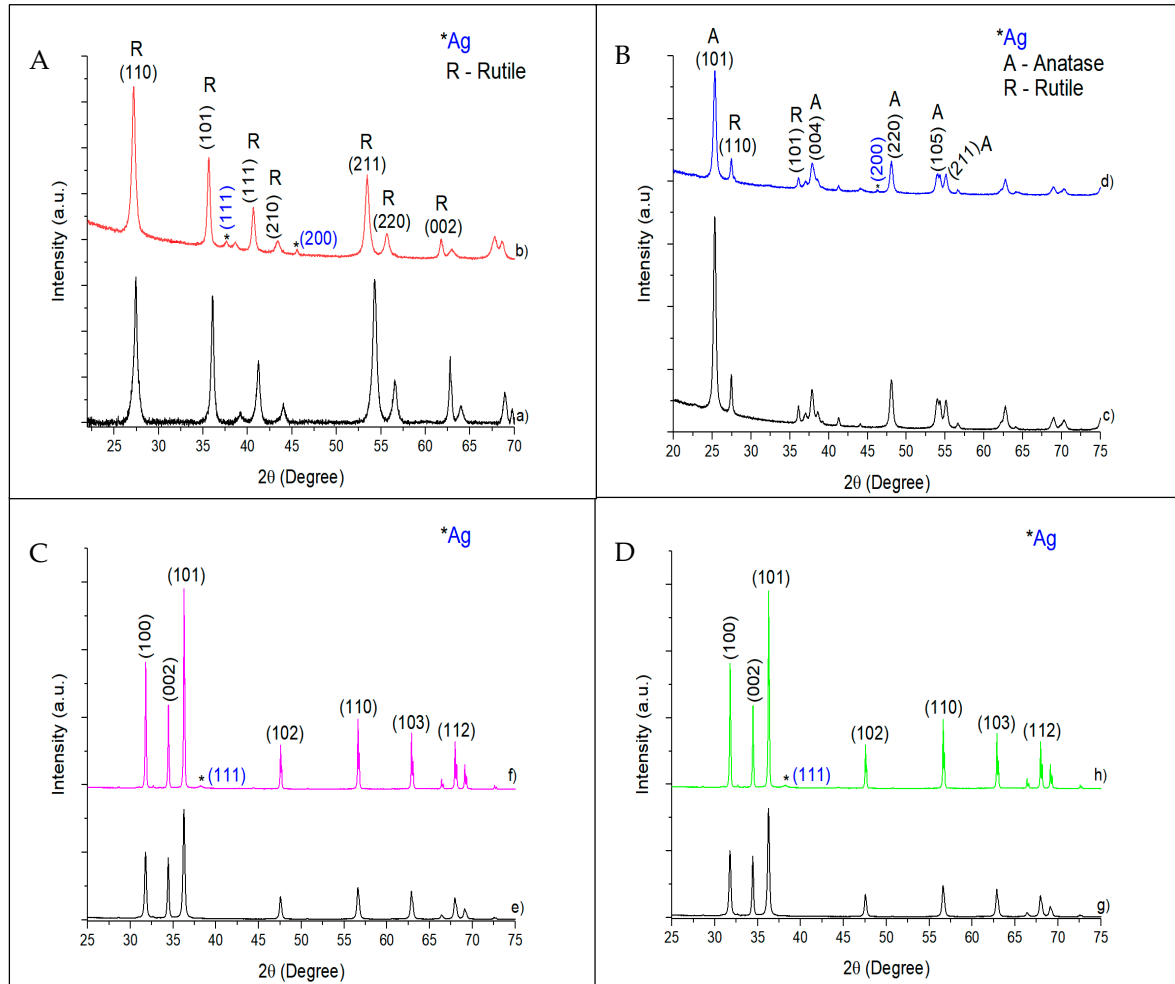 A
*Ag
R - Rutile
R
(110)
R
(101)
*
(111)
R
(111)
R
(210)
*
(200)
R
(211)
R
(220)
R
(002)
b)
a)
Intensity (a.u.)
25 30 35 40 45 50 55 60 65 70
2θ (Degree)
B
*Ag
A - Anatase
R - Rutile
A
(101)
R
(110)
R
(101)
A
(004)
*
(200)
A
(220)
A
(105)
(211)A
d)
c)
Intensity (a.u.)
20 25 30 35 40 45 50 55 60 65 70 75
2θ (Degree)
C
*Ag
(100)
(002)
(101)
* (111)
(102)
(110)
(103)
(112)
f)
e)
Intensity (a.u.)
25 30 35 40 45 50 55 60 65 70 75
2θ (Degree)
D
*Ag
(100)
(002)
(101)
* (111)
(102)
(110)
(103)
(112)
h)
g)
Intensity (a.u.)
25 30 35 40 45 50 55 60 65 70 75
2θ (Degree)